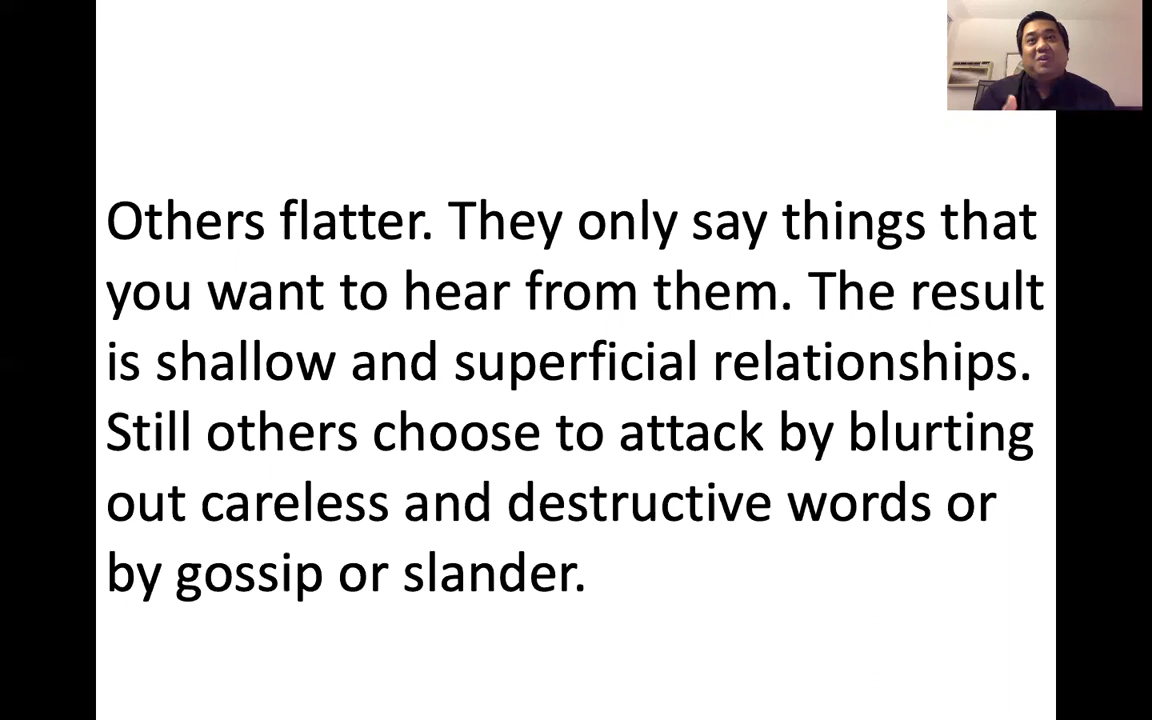 Others flatter. They only say things that
you want to hear from them. The result
is shallow and superficial relationships.
Still others choose to attack by blurting
out careless and destructive words or
by gossip or slander.